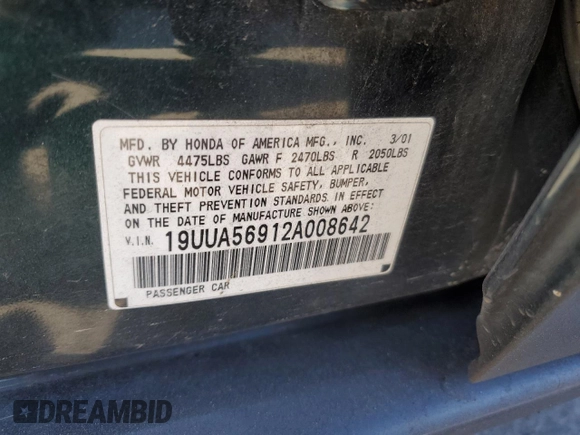 MFD. BY HONDA OF AMERICA MFG., INC. 3/01
GVWR 4475LBS GAWR F 2470LBS R 2050LBS
THIS VEHICLE CONFORMS TO ALL APPLICABLE
FEDERAL MOTOR VEHICLE SAFETY, BUMPER,
AND THEFT PREVENTION STANDARDS IN EFFECT
ON THE DATE OF MANUFACTURE SHOWN ABOVE.
V.I.N. 19UUA56912A008642
PASSENGER CAR
DREAMBID